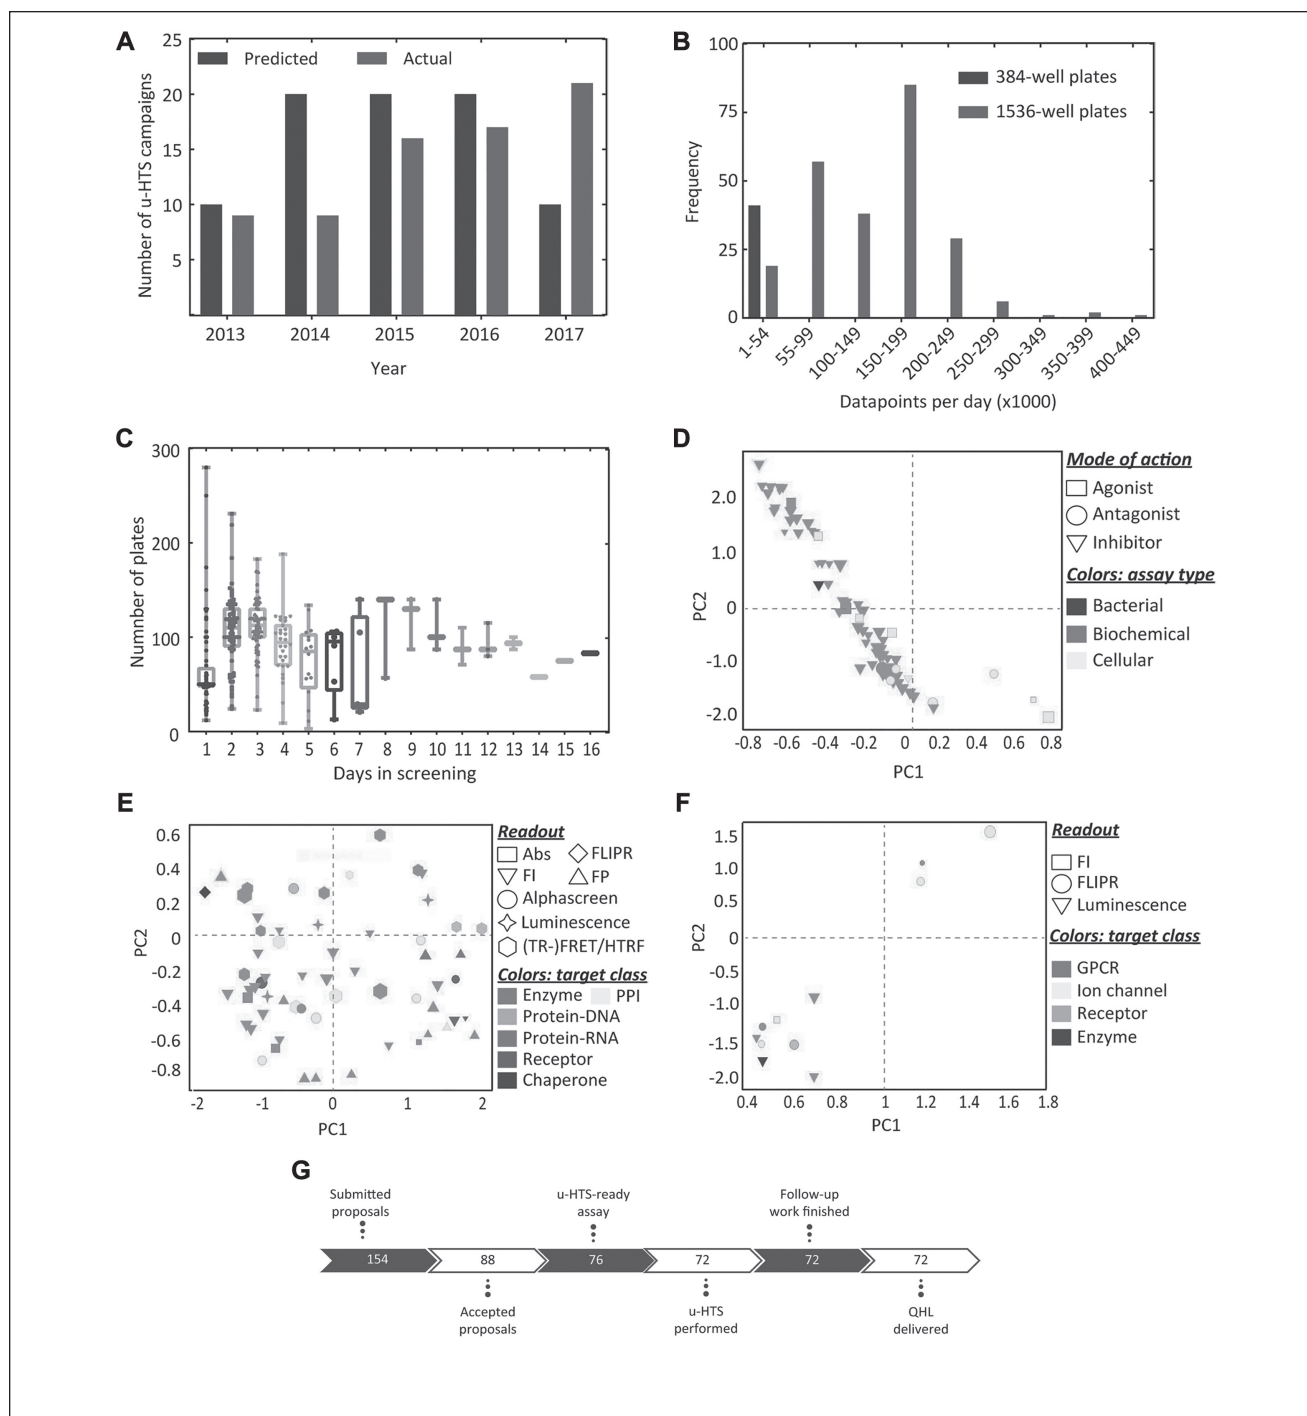 A
25
20
15
10
5
Number of u-HTS campaigns
Predicted
Actual
2013
2014
2015
2016
2017
Year
B
100
75
50
25
0
Frequency
384-well plates
1536-well plates
1-54
55-99
100-149
150-199
200-249
250-299
300-349
350-399
400-449
Datapoints per day (x1000)
C
300
200
100
0
Numnber of plates
1 2 3 4 5 6 7 8 9 10 11 12 13 14 15 16
Days in screening
D
2.0
1.0
0
-1.0
-2.0
PC2
-0.8 -0.6 -0.4 -0.2 0 0.2 0.4 0.6 0.8
PC1
Mode of action
Agonist
Antagonist
Inhibitor
Colors: assay type
Bacterial
Biochemical
Cellular
E
0.6
0.4
0.2
0
-0.2
-0.4
-0.6
-0.8
PC2
-2 -1 0 1 2
PC1
Readout
Abs FLIPR
FI FP
Alphascreen
Luminescence
(TR-)FRET/HTRF
Colors: target class
Enzyme PPI
Protein-DNA
Protein-RNA
Receptor
Chaperone
F
1.5
1.0
0.5
0
-0.5
-1.0
-1.5
-2.0
PC2
0.4 0.6 0.8 1 1.2 1.4 1.6 1.8
PC1
Readout
FI
FLIPR
Luminescence
Colors: target class
GPCR
Ion channel
Receptor
Enzyme
G
Submitted
proposals
u-HTS-ready
assay
Follow-up
work finished
154 88 76 72 72 72
Accepted
proposals
u-HTS
performed
QHL
delivered